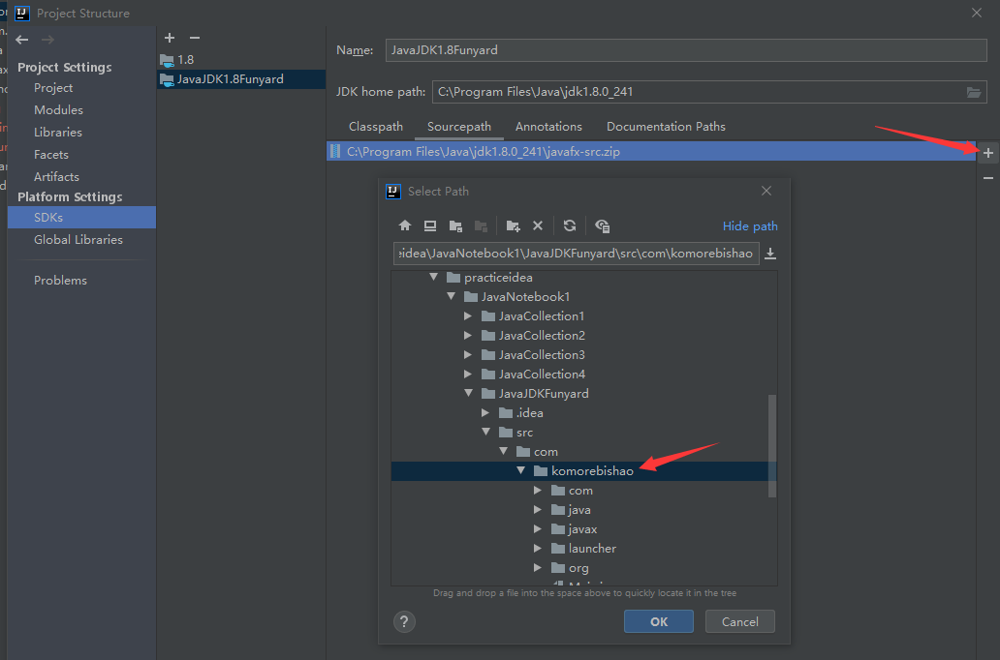 Project Structure
Project Settings
Project
Modules
Libraries
Facets
Artifacts
Platform Settings
SDKs
Global Libraries
Problems
1.8
JavaJDK1.8Funyard
Name: JavaJDK1.8Funyard
JDK home path: C:\Program Files\Java\jdk1.8.0_241
Classpath Sourcepath Annotations Documentation Paths
C:\Program Files\Java\jdk1.8.0_241\javafx-src.zip
Select Path
Hide path
idea\JavaNotebook1\JavaJDKFunyard\src\com\komorebishao
practiceidea
JavaNotebook1
JavaCollection1
JavaCollection2
JavaCollection3
JavaCollection4
JavaJDKFunyard
.idea
src
com
komorebishao
com
java
javax
launcher
org
Drag and drop a file into the space above to quickly locate it in the tree
? OK Cancel